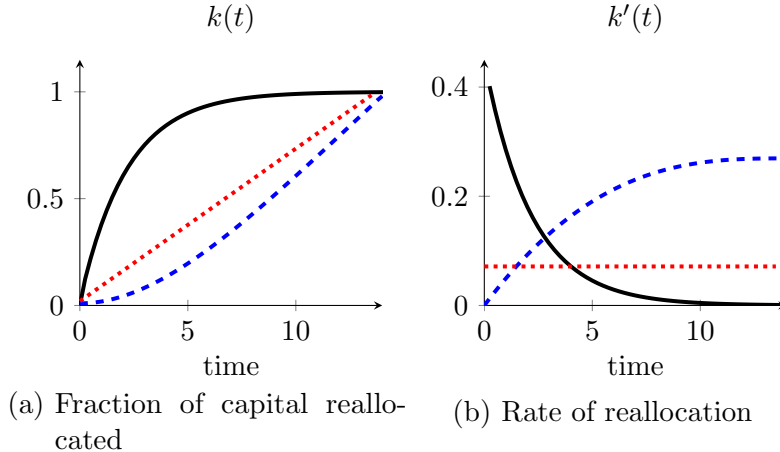 k(t)
1
0.5
0
0 5 10
time
(a) Fraction of capital reallo-
cated
k′(t)
0.4
0.2
0
0 5 10
time
(b) Rate of reallocation